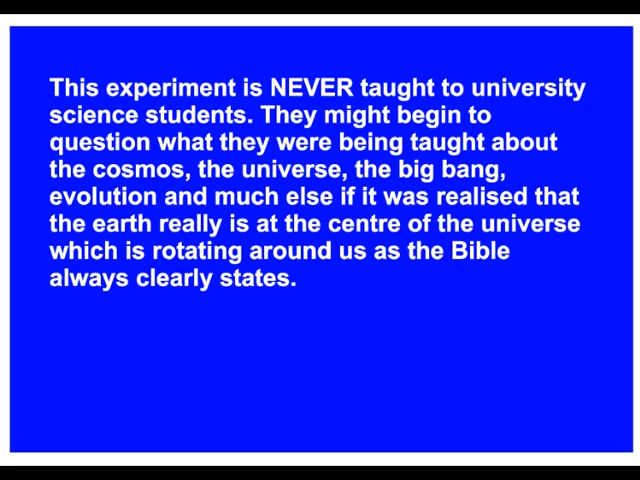 This experiment is NEVER taught to university
science students. They might begin to
question what they were being taught about
the cosmos, the universe, the big bang,
evolution and much else if it was realised that
the earth really is at the centre of the universe
which is rotating around us as the Bible
always clearly states.